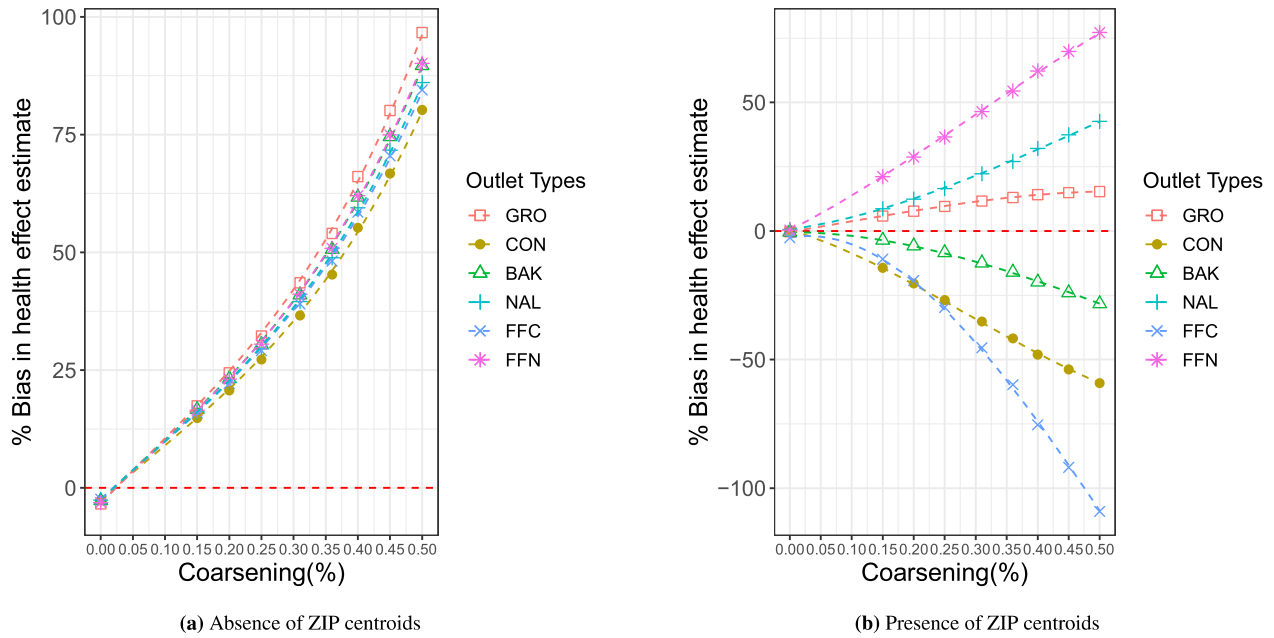 100
75
50
25
0
% Bias in health effect estimate
0.00 0.05 0.10 0.15 0.20 0.25 0.30 0.35 0.40 0.45 0.50
Coarsening(%)
Outlet Types
GRO
CON
BAK
NAL
FFC
FFN
(a) Absence of ZIP centroids
50
0
−50
−100
% Bias in health effect estimate
0.00 0.05 0.10 0.15 0.20 0.25 0.30 0.35 0.40 0.45 0.50
Coarsening(%)
Outlet Types
GRO
CON
BAK
NAL
FFC
FFN
(b) Presence of ZIP centroids